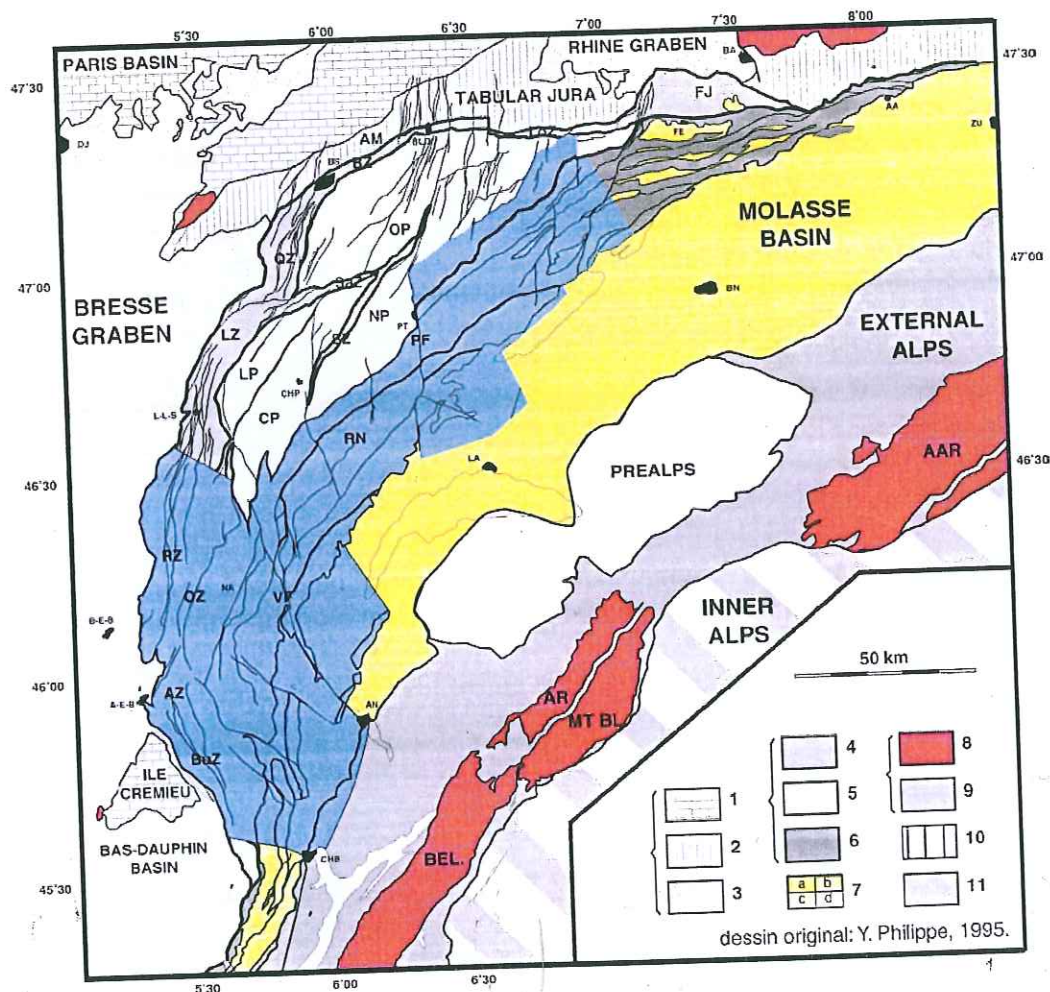 5°30
6°00
6°30
7°00
7°30
8°00
47°30
47°00
46°30
46°00
45°30
47°30
47°00
46°30
5°30
6°00
6°30
PARIS BASIN
RHINE GRABEN
BA
TABULAR JURA
FJ
AA
ZU
DJ
AM
BLD
FE
BS
BZ
MOLASSE
BASIN
OP
QZ
SaZ
BN
BRESSE
GRABEN
LZ
NP
PT
PF
SZ
EXTERNAL
ALPS
LP
CHP
L-L-S
CP
RN
LA
PREALPS
AAR
RZ
OZ
NA
VF
B-E-B
INNER
ALPS
50 km
AZ
A-E-B
AN
AR
MT BL
BuZ
ILE
CREMIEU
BAS-DAUPHIN
BASIN
CHB
BEL.
1
2
3
4
5
6
a b
c d
7
8
9
10
11
dessin original: Y. Philippe, 1995.
1